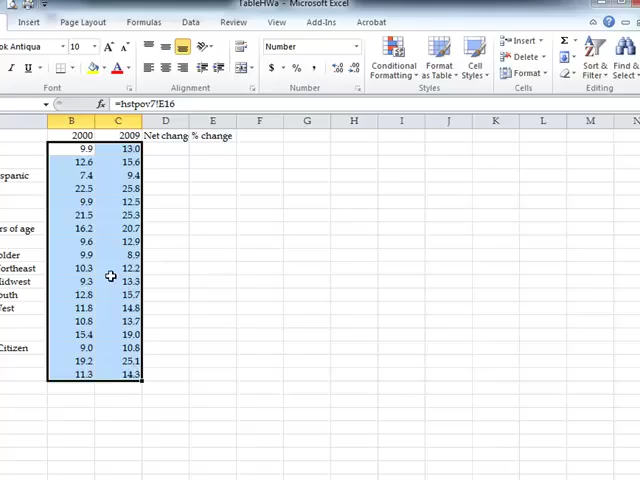 TableHWa - Microsoft Excel
Insert Page Layout Formulas Data Review View Add-Ins Acrobat
ok Antiqua 10 A A Number Conditional Formatting Format as Table Cell Styles Insert Delete Format Σ Sort & Filter Find & Select
I U $ % , .0 .00 .00 .0
Font Alignment Number Styles Cells Editing
fx =hstpov7!E16
B C D E F G H I J K L M N
2000 2009 Net chang % change
9.9 13.0
12.6 15.6
spanic 7.4 9.4
22.5 25.8
9.9 12.5
21.5 25.3
rs of age 16.2 20.7
9.6 12.9
older 9.9 8.9
ortheast 10.3 12.2
idwest 9.3 13.3
outh 12.8 15.7
West 11.8 14.8
10.8 13.7
15.4 19.0
Citizen 9.0 10.8
19.2 25.1
11.3 14.3